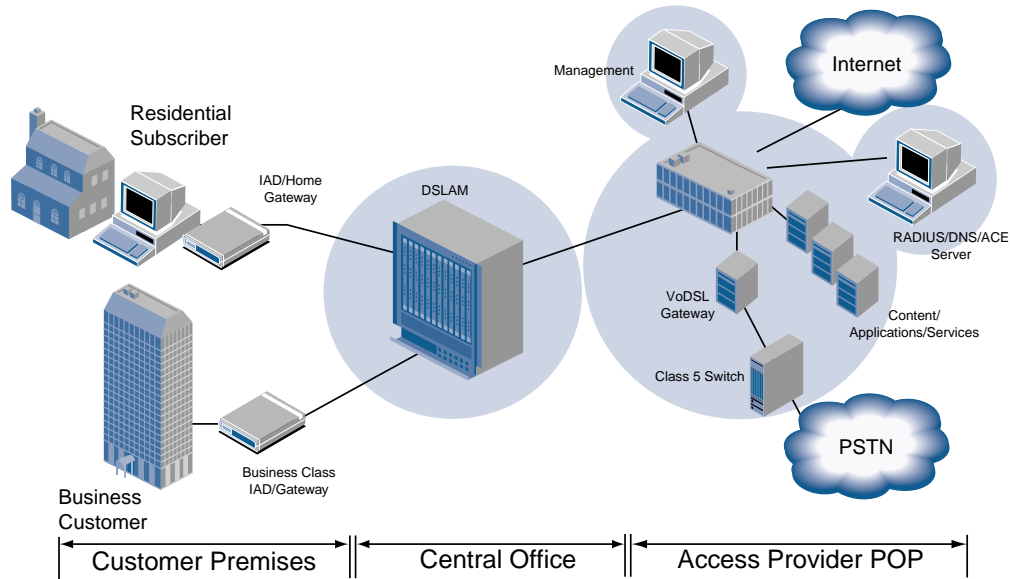 Management
Internet
Residential
Subscriber
IAD/Home
Gateway
DSLAM
RADIUS/DNS/ACE
Server
VoDSL
Gateway
Content/
Applications/Services
Class 5 Switch
PSTN
Business Class
IAD/Gateway
Business
Customer
Customer Premises
Central Office
Access Provider POP